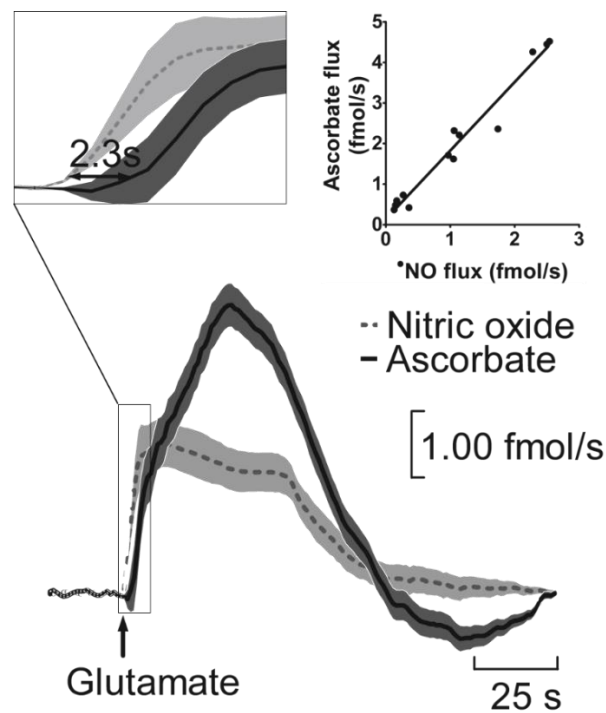 2.3s
Ascorbate flux
(fmol/s)
5
4
3
2
1
0
0 1 2 3
•NO flux (fmol/s)
Nitric oxide
Ascorbate
1.00 fmol/s
Glutamate
25 s